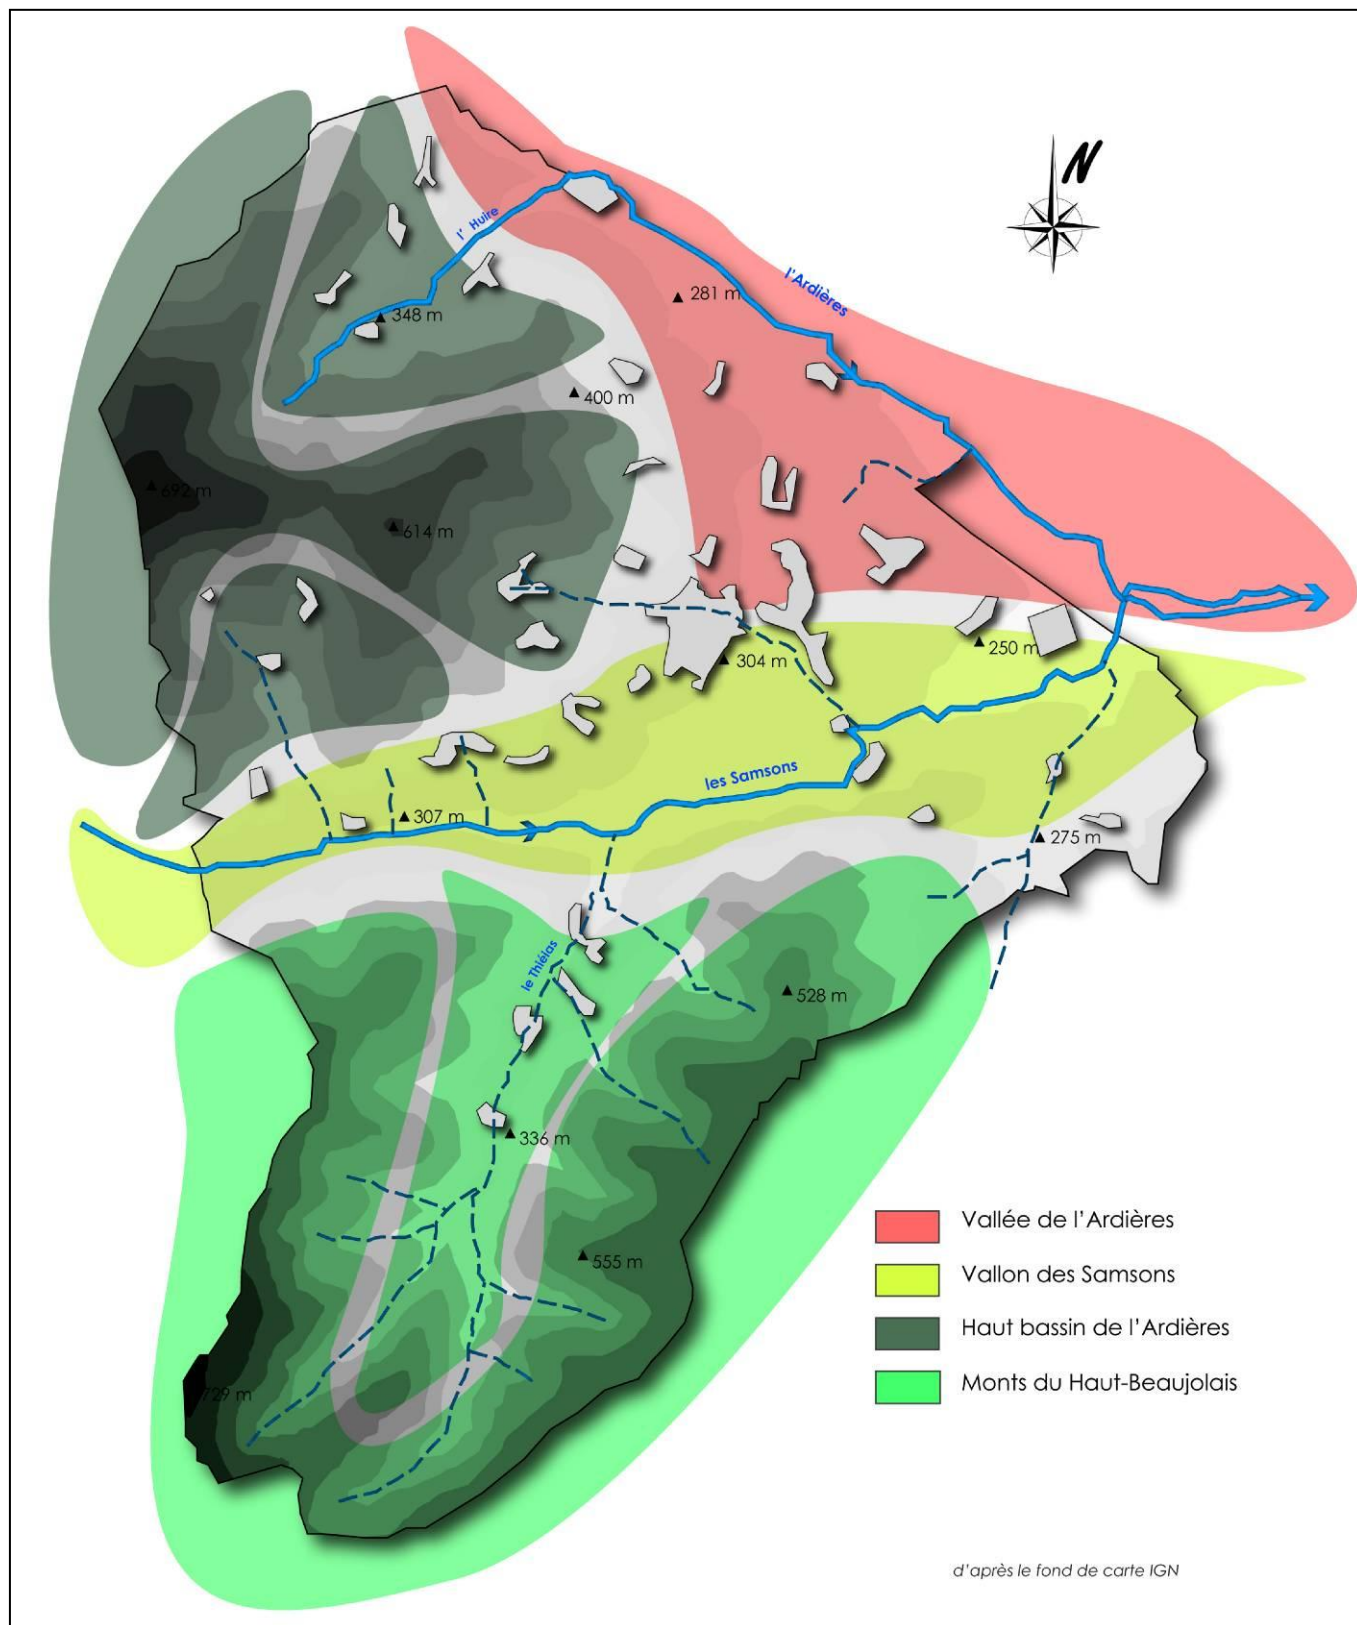 N
l' Huire
l'Ardières
281 m
348 m
400 m
692 m
614 m
304 m
250 m
les Samsons
307 m
275 m
le Thiélas
528 m
336 m
555 m
729 m
Vallée de l'Ardières
Vallon des Samsons
Haut bassin de l'Ardières
Monts du Haut-Beaujolais
d'après le fond de carte IGN